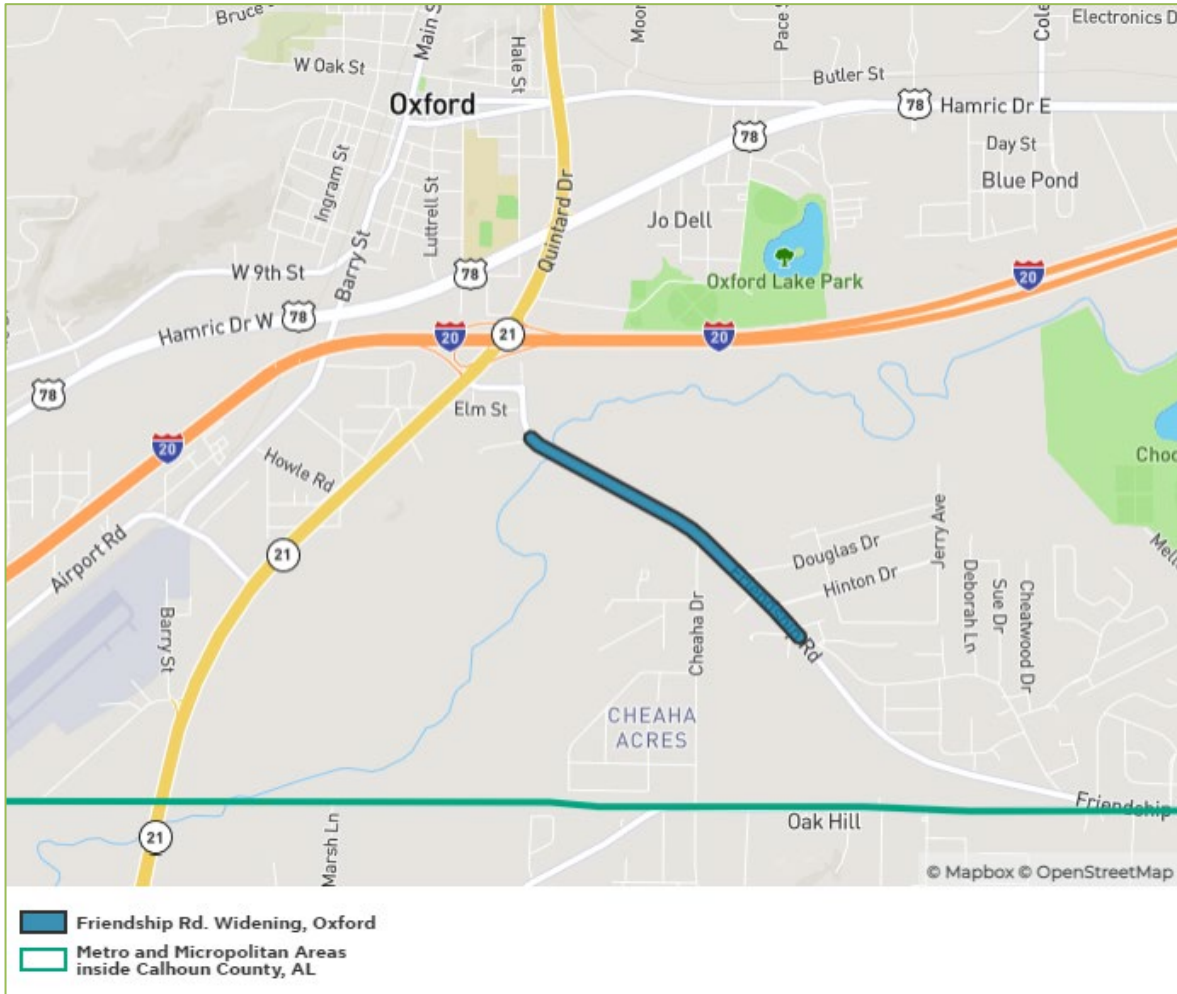 Bruce
Main S
Hale St
Moor
Pace S
Cole
Electronics D
W Oak St
Butler St
Oxford
78
Hamric Dr E
78
Day St
Ingram St
Luttrell St
Quintard Dr
Jo Dell
Blue Pond
W 9th St
Barry St
78
Oxford Lake Park
20
Hamric Dr W
78
20
21
20
78
Elm St
20
Howle Rd
Choc
Airport Rd
21
Douglas Dr
Jerry Ave
Hinton Dr
Mell
Barry St
Cheaha Dr
Rd
Deborah Ln
Sue Dr
Cheatwood Dr
CHEAHA
ACRES
Friendship
21
Marsh Ln
Oak Hill
© Mapbox © OpenStreetMap
Friendship Rd. Widening, Oxford
Metro and Micropolitan Areas
inside Calhoun County, AL